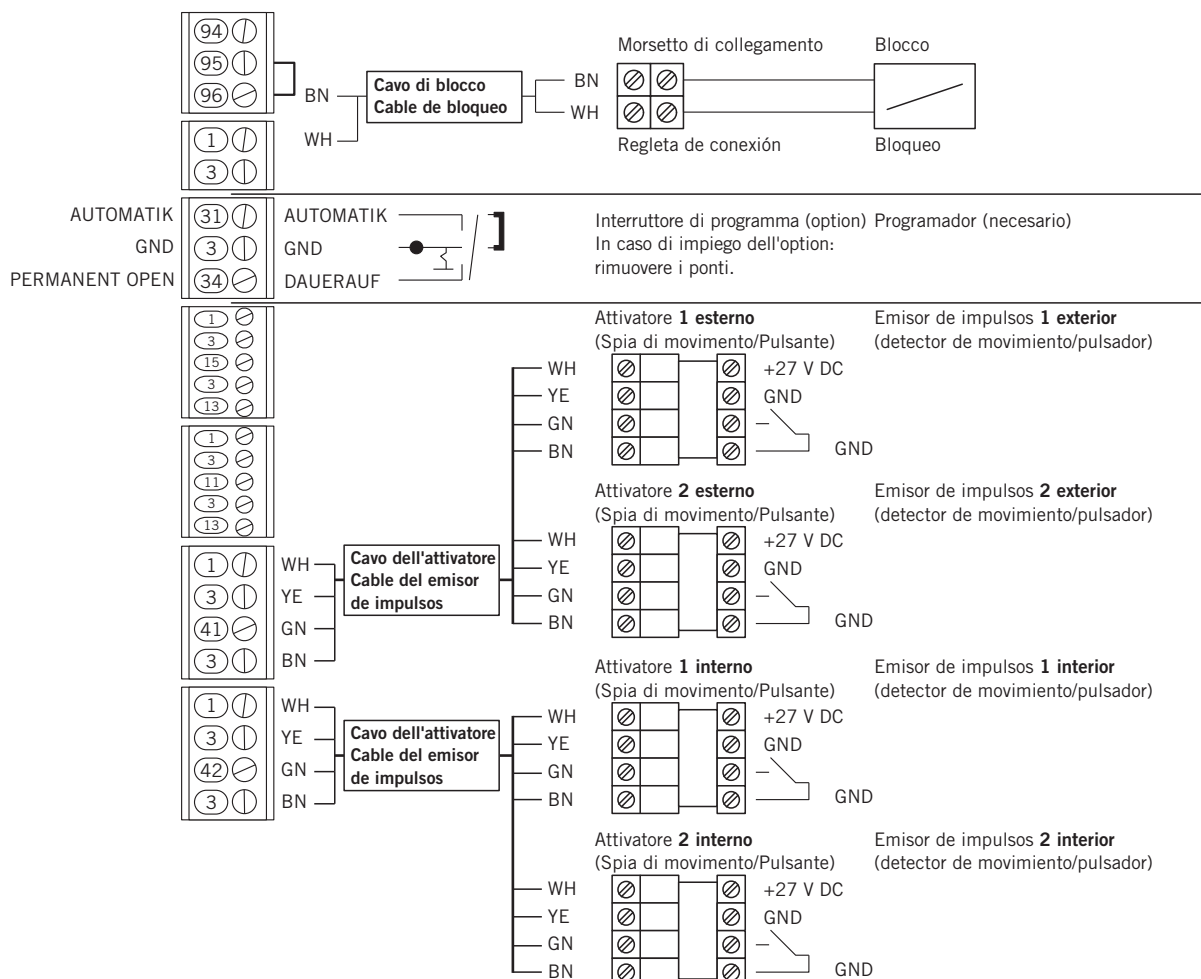 94
95
96
BN
WH
Cavo di blocco
Cable de bloqueo
BN
WH
Morsetto di collegamento
Regleta de conexión
Blocco
Bloqueo
1
3
AUTOMATIK
GND
PERMANENT OPEN
31
3
34
AUTOMATIK
GND
DAUERAUF
Interruttore di programma (option)
In caso di impiego dell'option:
rimuovere i ponti.
Programador (necesario)
1
3
15
3
13
1
3
11
3
13
Attivatore 1 esterno
(Spia di movimento/Pulsante)
Emisor de impulsos 1 exterior
(detector de movimiento/pulsador)
WH
YE
GN
BN
+27 V DC
GND
GND
Attivatore 2 esterno
(Spia di movimento/Pulsante)
Emisor de impulsos 2 exterior
(detector de movimiento/pulsador)
WH
YE
GN
BN
+27 V DC
GND
GND
1
3
41
3
WH
YE
GN
BN
Cavo dell'attivatore
Cable del emisor
de impulsos
1
3
42
3
WH
YE
GN
BN
Cavo dell'attivatore
Cable del emisor
de impulsos
Attivatore 1 interno
(Spia di movimento/Pulsante)
Emisor de impulsos 1 interior
(detector de movimiento/pulsador)
WH
YE
GN
BN
+27 V DC
GND
GND
Attivatore 2 interno
(Spia di movimento/Pulsante)
Emisor de impulsos 2 interior
(detector de movimiento/pulsador)
WH
YE
GN
BN
+27 V DC
GND
GND